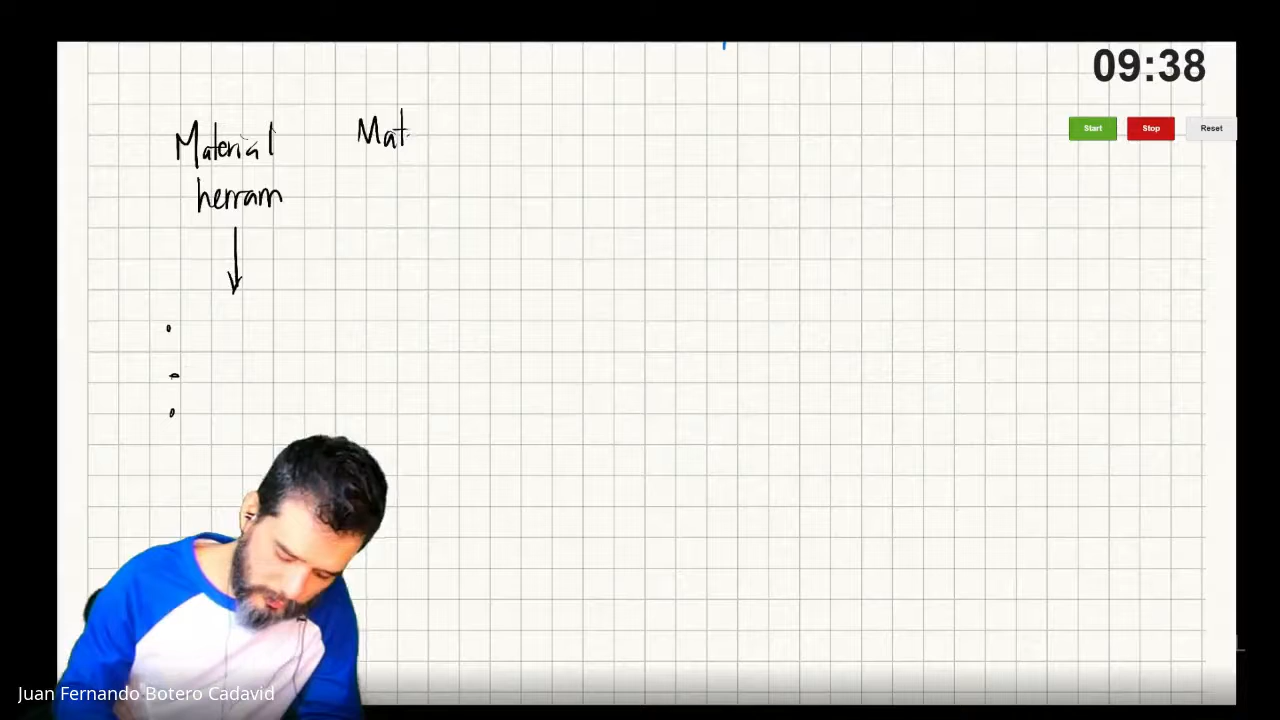 09:38
Start Stop Reset
Material Mat.
herram
Juan Fernando Botero Cadavid